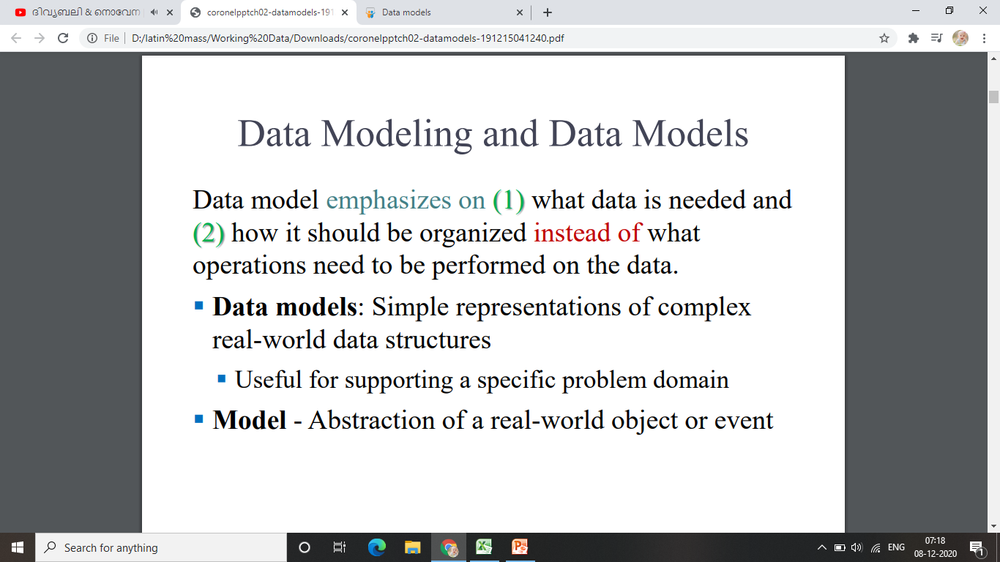 ദിവ്യബലി & നൊവേന
coronelpptch02-datamodels-191
Data models
File
D:/latin%20mass/Working%20Data/Downloads/coronelpptch02-datamodels-191215041240.pdf
Data Modeling and Data Models
Data model emphasizes on (1) what data is needed and
(2) how it should be organized instead of what
operations need to be performed on the data.
Data models: Simple representations of complex
real-world data structures
Useful for supporting a specific problem domain
Model - Abstraction of a real-world object or event
Search for anything
ENG
07:18
08-12-2020
1